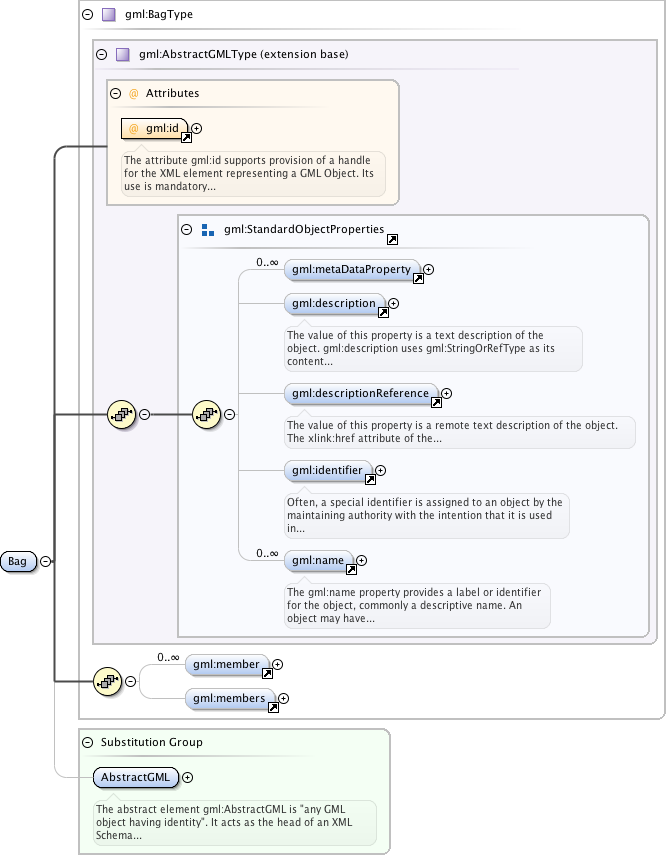 gml:BagType
gml:AbstractGMLType (extension base)
@ Attributes
@ gml:id
The attribute gml:id supports provision of a handle
for the XML element representing a GML Object. Its
use is mandatory...
gml:StandardObjectProperties
0..∞
gml:metaDataProperty
gml:description
The value of this property is a text description of the
object. gml:description uses gml:StringOrRefType as its
content...
gml:descriptionReference
The value of this property is a remote text description of the object.
The xlink:href attribute of the...
gml:identifier
Often, a special identifier is assigned to an object by the
maintaining authority with the intention that it is used
in...
0..∞
gml:name
The gml:name property provides a label or identifier
for the object, commonly a descriptive name. An
object may have...
Bag
0..∞
gml:member
gml:members
Substitution Group
AbstractGML
The abstract element gml:AbstractGML is "any GML
object having identity". It acts as the head of an XML
Schema...